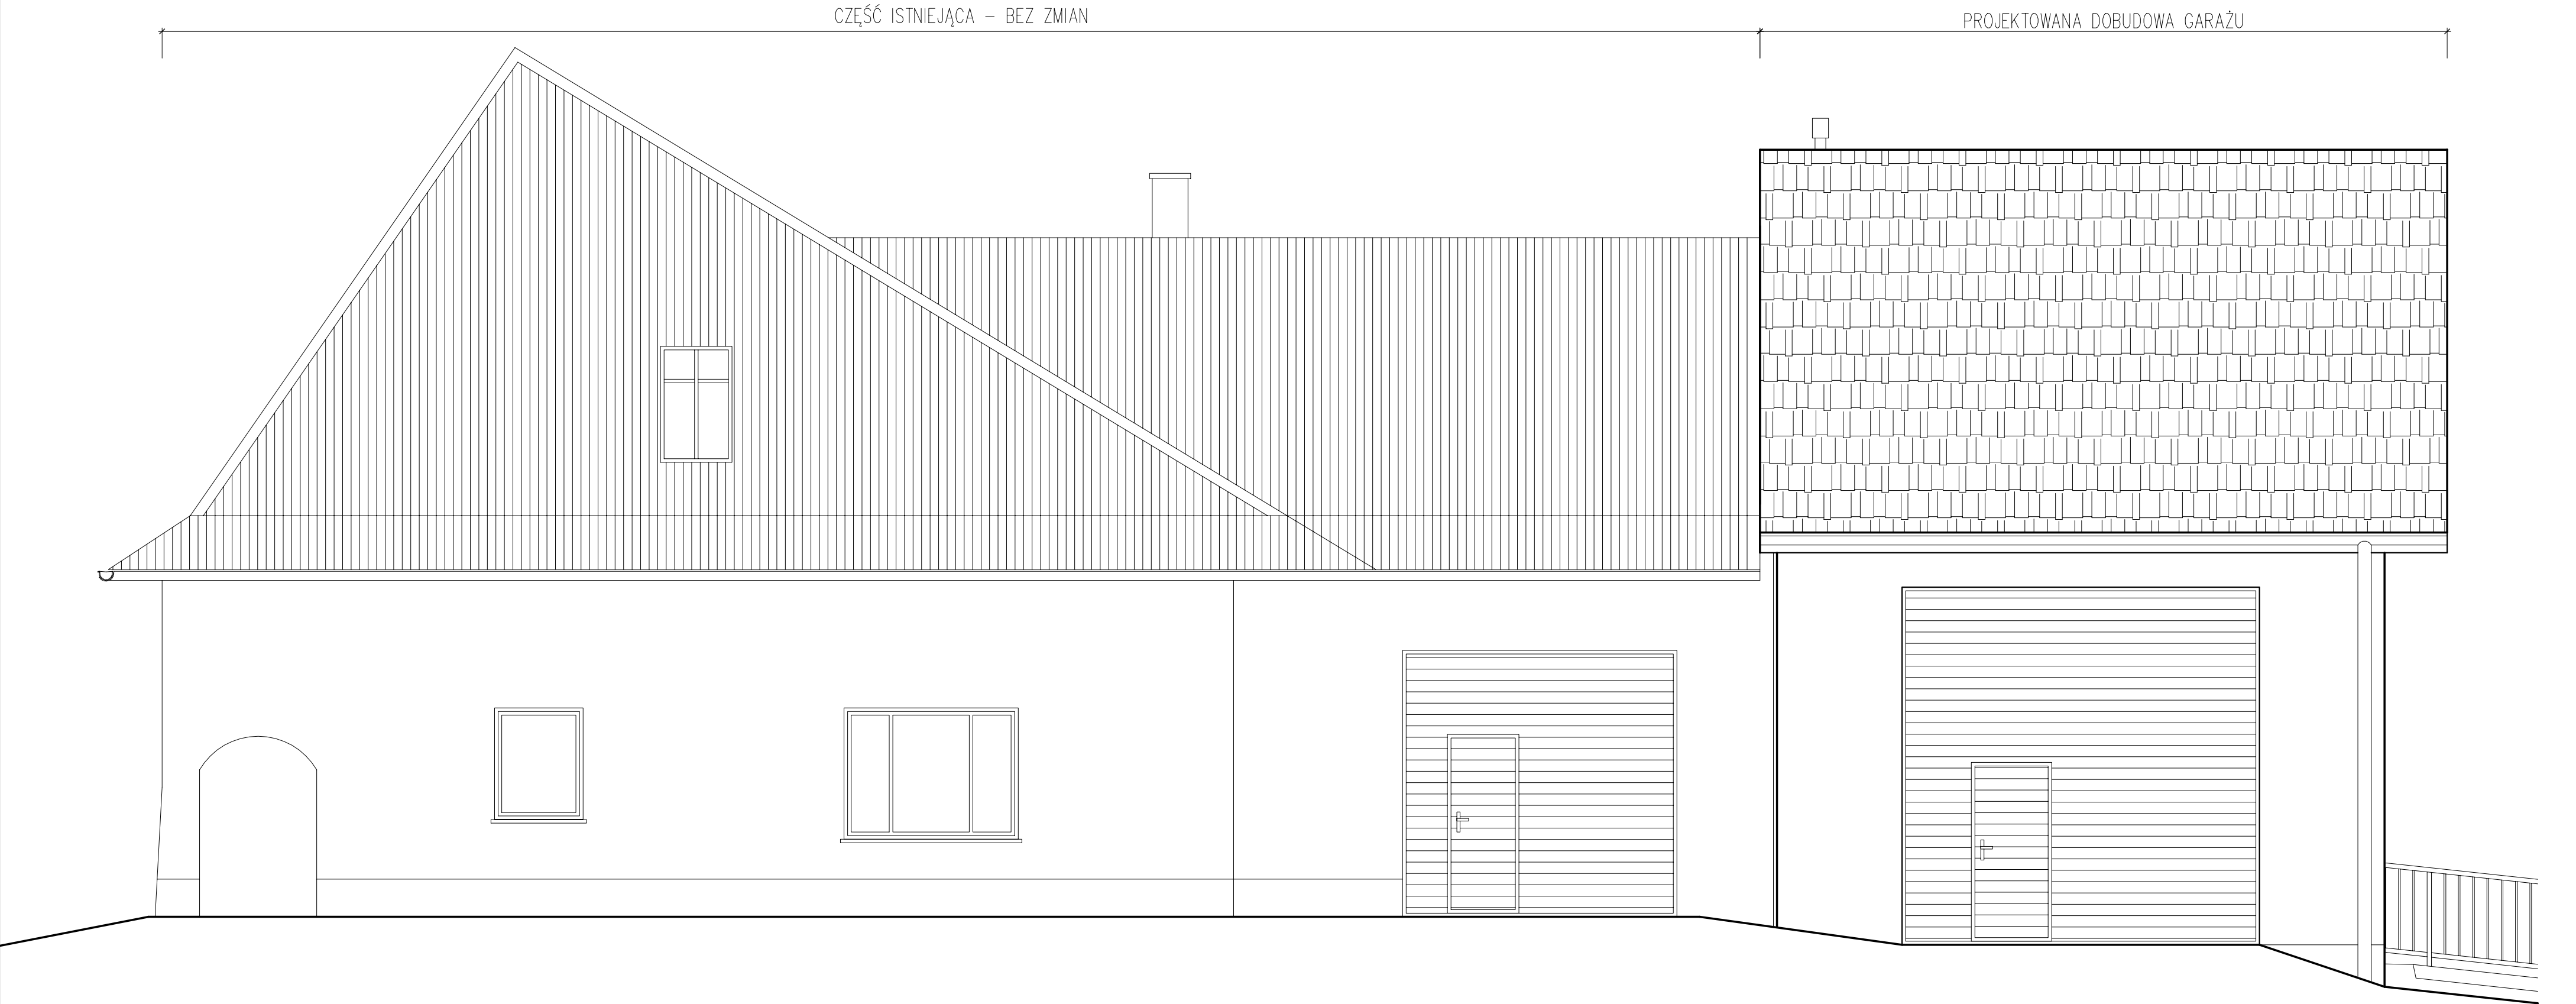 CZĘŚĆ ISTNIEJĄCA – BEZ ZMIAN
PROJEKTOWANA DOBUDOWA GARAŻU